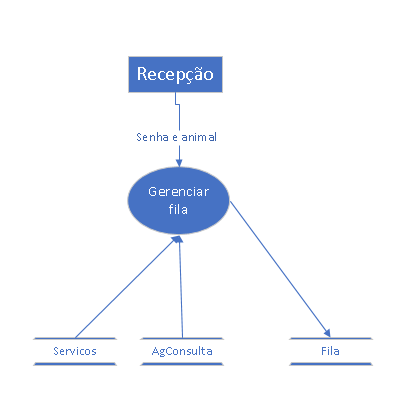 Recepção
Senha e animal
Gerenciar
fila
Servicos
AgConsulta
Fila